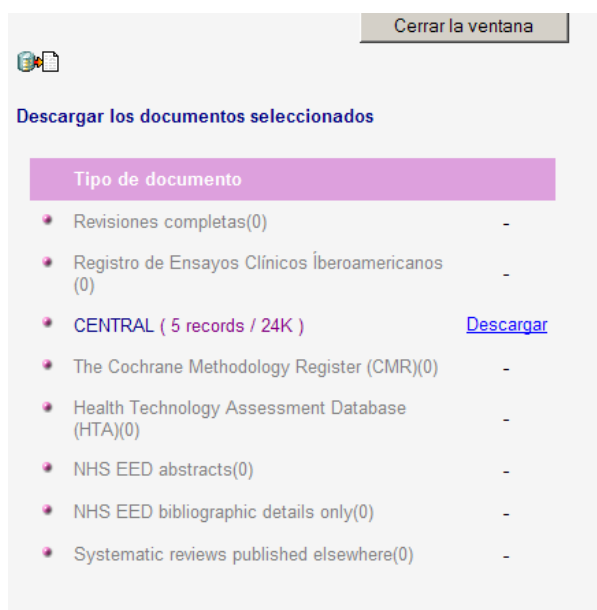 Cerrar la ventana
Descargar los documentos seleccionados
Tipo de documento
Revisiones completas(0) -
Registro de Ensayos Clínicos Íberoamericanos
(0) -
CENTRAL ( 5 records / 24K ) Descargar
The Cochrane Methodology Register (CMR)(0) -
Health Technology Assessment Database
(HTA)(0) -
NHS EED abstracts(0) -
NHS EED bibliographic details only(0) -
Systematic reviews published elsewhere(0) -